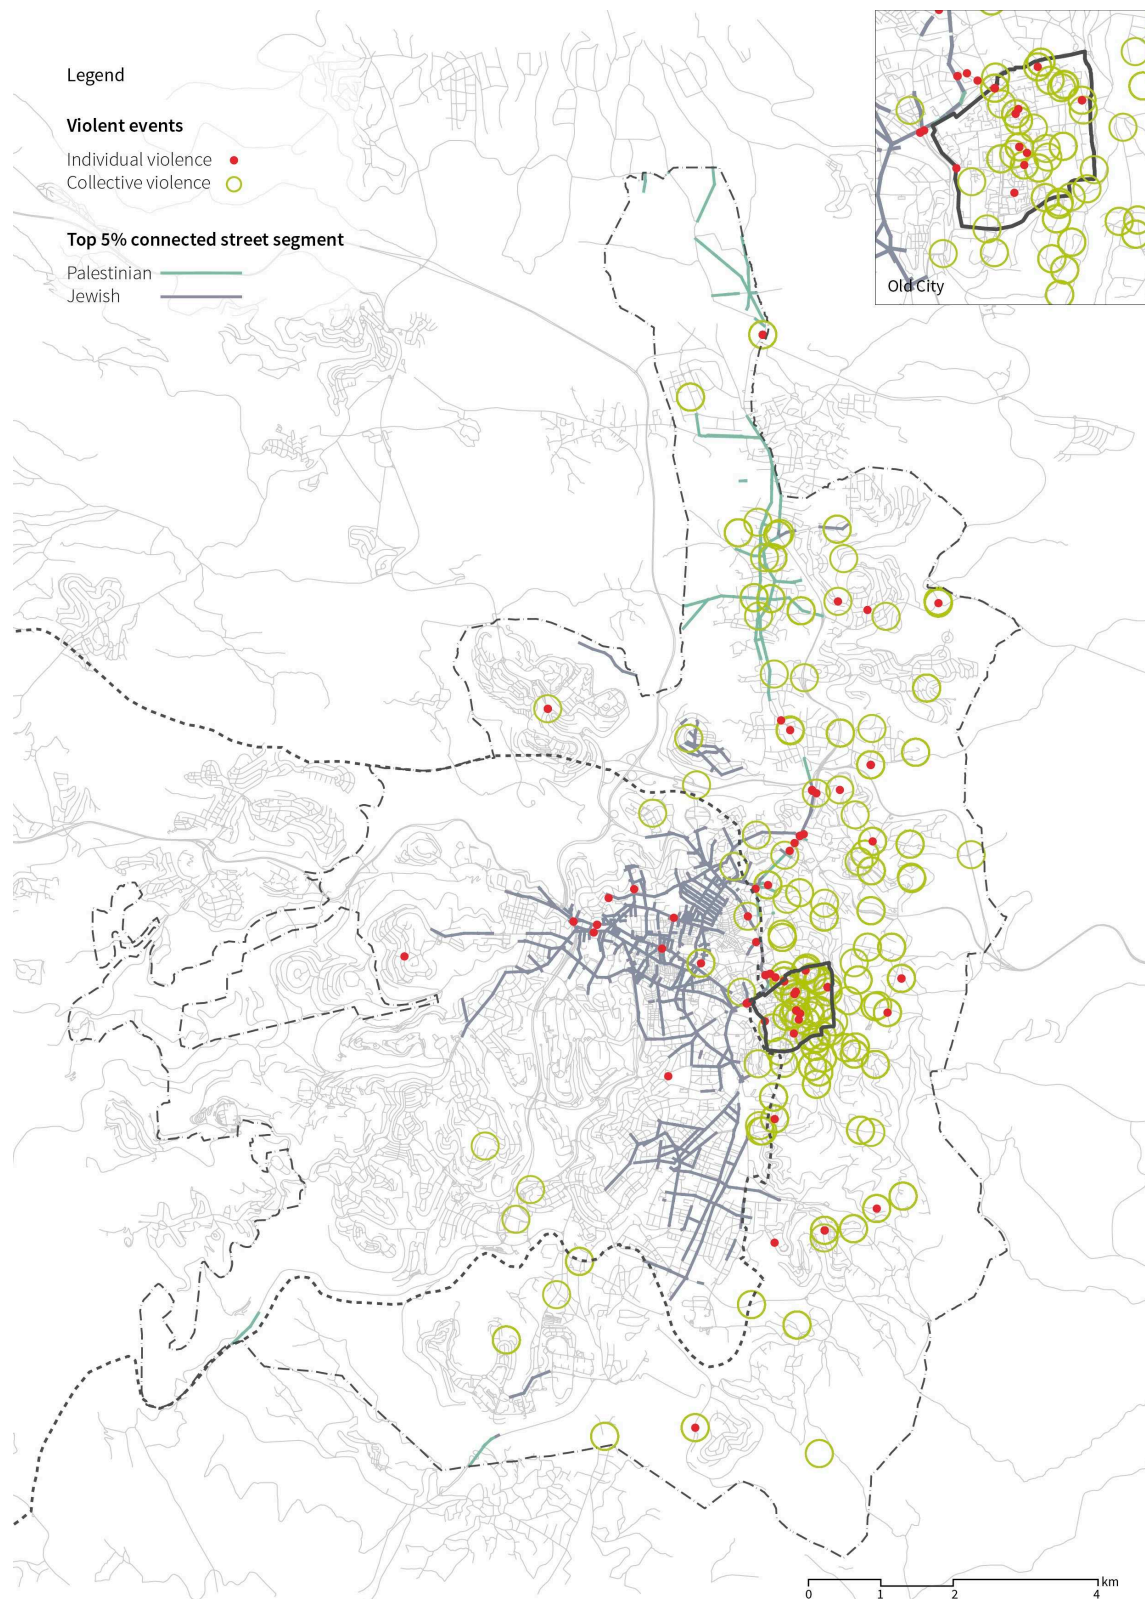 Legend
Violent events
Individual violence
Collective violence
Top 5% connected street segment
Palestinian
Jewish
Old City
km
0 1 2 4